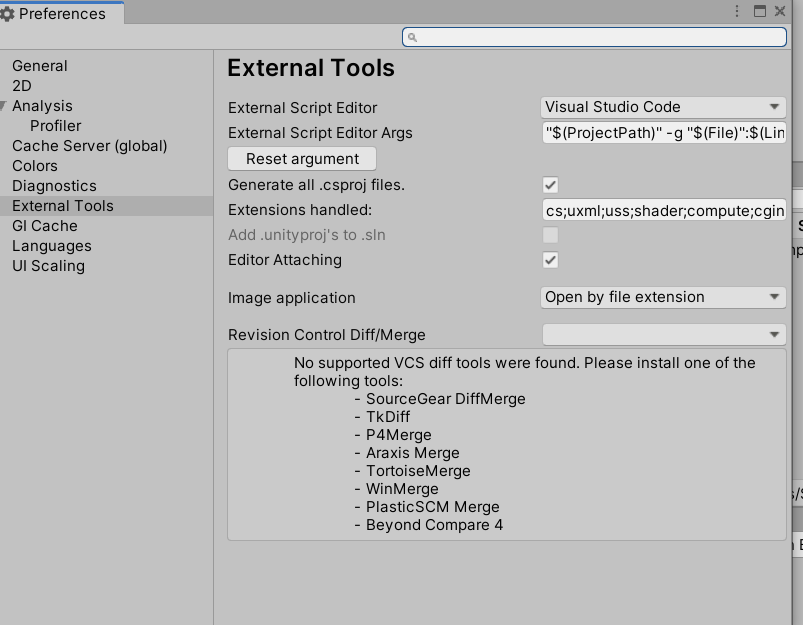 Preferences
General
2D
Analysis
Profiler
Cache Server (global)
Colors
Diagnostics
External Tools
GI Cache
Languages
UI Scaling
External Tools
External Script Editor Visual Studio Code
External Script Editor Args "$(ProjectPath)" -g "$(File)":$(Lin
Reset argument
Generate all .csproj files.
Extensions handled: cs;uxml;uss;shader;compute;cgin
Add .unityproj's to .sln
Editor Attaching
Image application Open by file extension
Revision Control Diff/Merge
No supported VCS diff tools were found. Please install one of the
following tools:
- SourceGear DiffMerge
- TkDiff
- P4Merge
- Araxis Merge
- TortoiseMerge
- WinMerge
- PlasticSCM Merge
- Beyond Compare 4